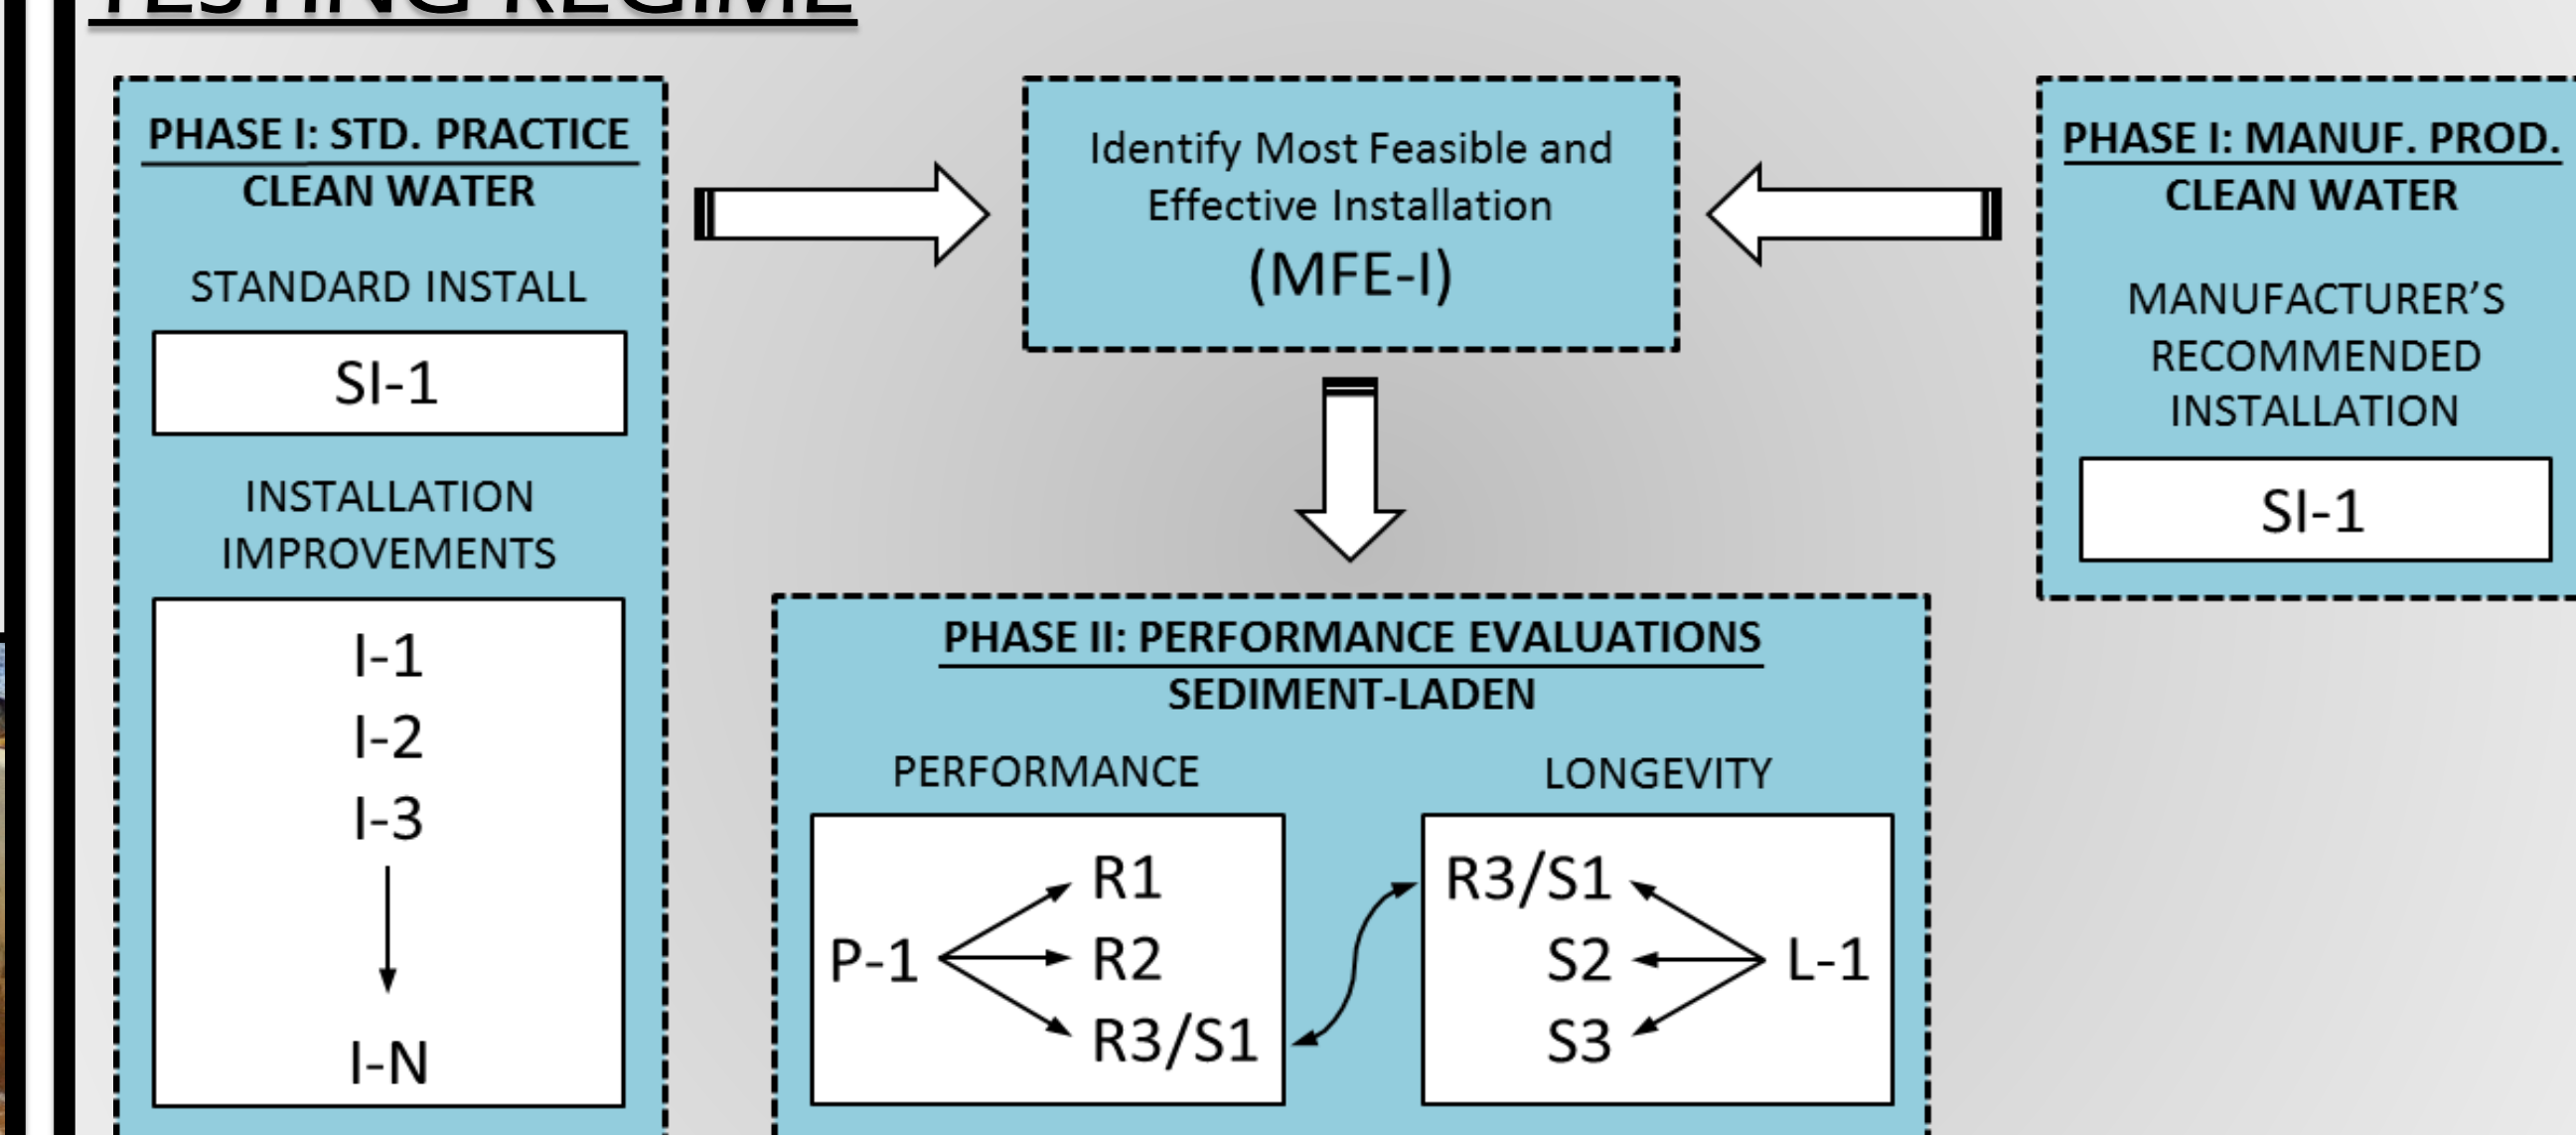 TESTING REGIME
PHASE I: STD. PRACTICE
CLEAN WATER
STANDARD INSTALL
SI-1
INSTALLATION
IMPROVEMENTS
I-1
I-2
I-3
I-N
Identify Most Feasible and
Effective Installation
(MFE-I)
PHASE I: MANUF. PROD.
CLEAN WATER
MANUFACTURER’S
RECOMMENDED
INSTALLATION
SI-1
PHASE II: PERFORMANCE EVALUATIONS
SEDIMENT-LADEN
PERFORMANCE
P-1
R1
R2
R3/S1
LONGEVITY
R3/S1
S2
S3
L-1